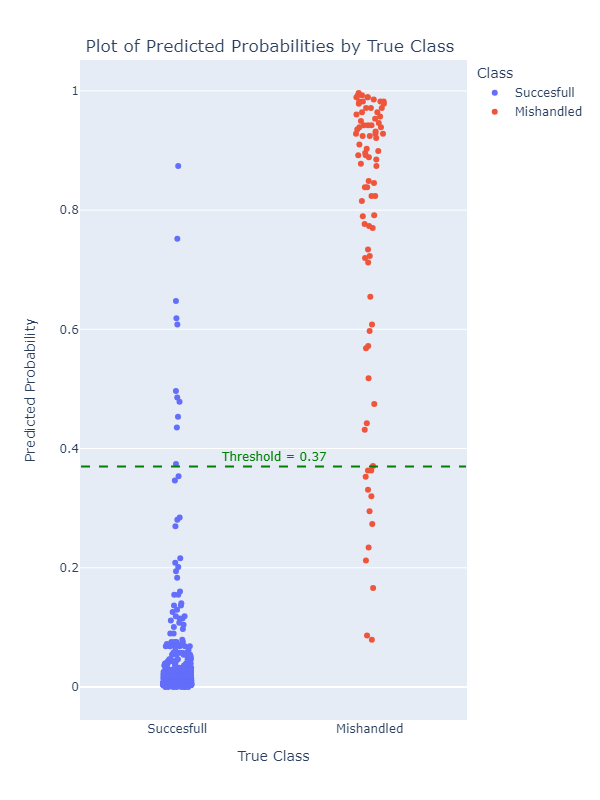 Plot of Predicted Probabilities by True Class
Class
Succesfull
Mishandled
Predicted Probability
1
0.8
0.6
0.4
0.2
0
Threshold = 0.37
Succesfull
Mishandled
True Class